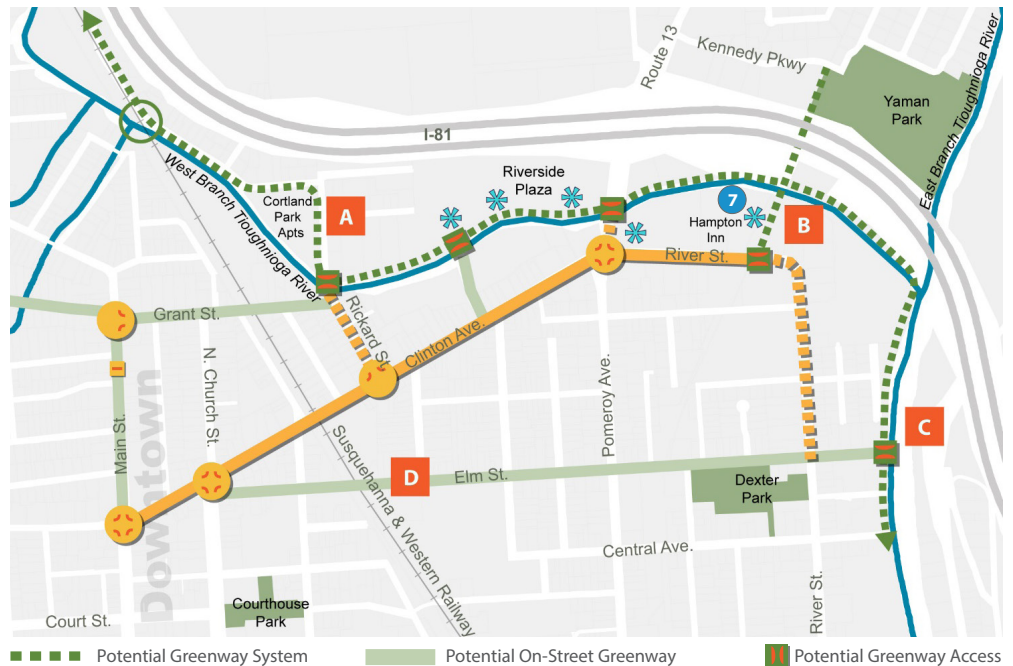 Route 13
Kennedy Pkwy
Yaman
Park
East Branch Tioughnioga River
I-81
West Branch Tioughnioga River
Cortland
Park
Apts
A
Riverside
Plaza
7
Hampton
Inn
B
River St.
Grant St.
Rickard St.
Clinton Ave.
N. Church St.
Main St.
Downtown
Pomeroy Ave.
C
D
Elm St.
Dexter
Park
Susquehanna & Western Railway
Central Ave.
River St.
Courthouse
Park
Court St.
Potential Greenway System
Potential On-Street Greenway
Potential Greenway Access